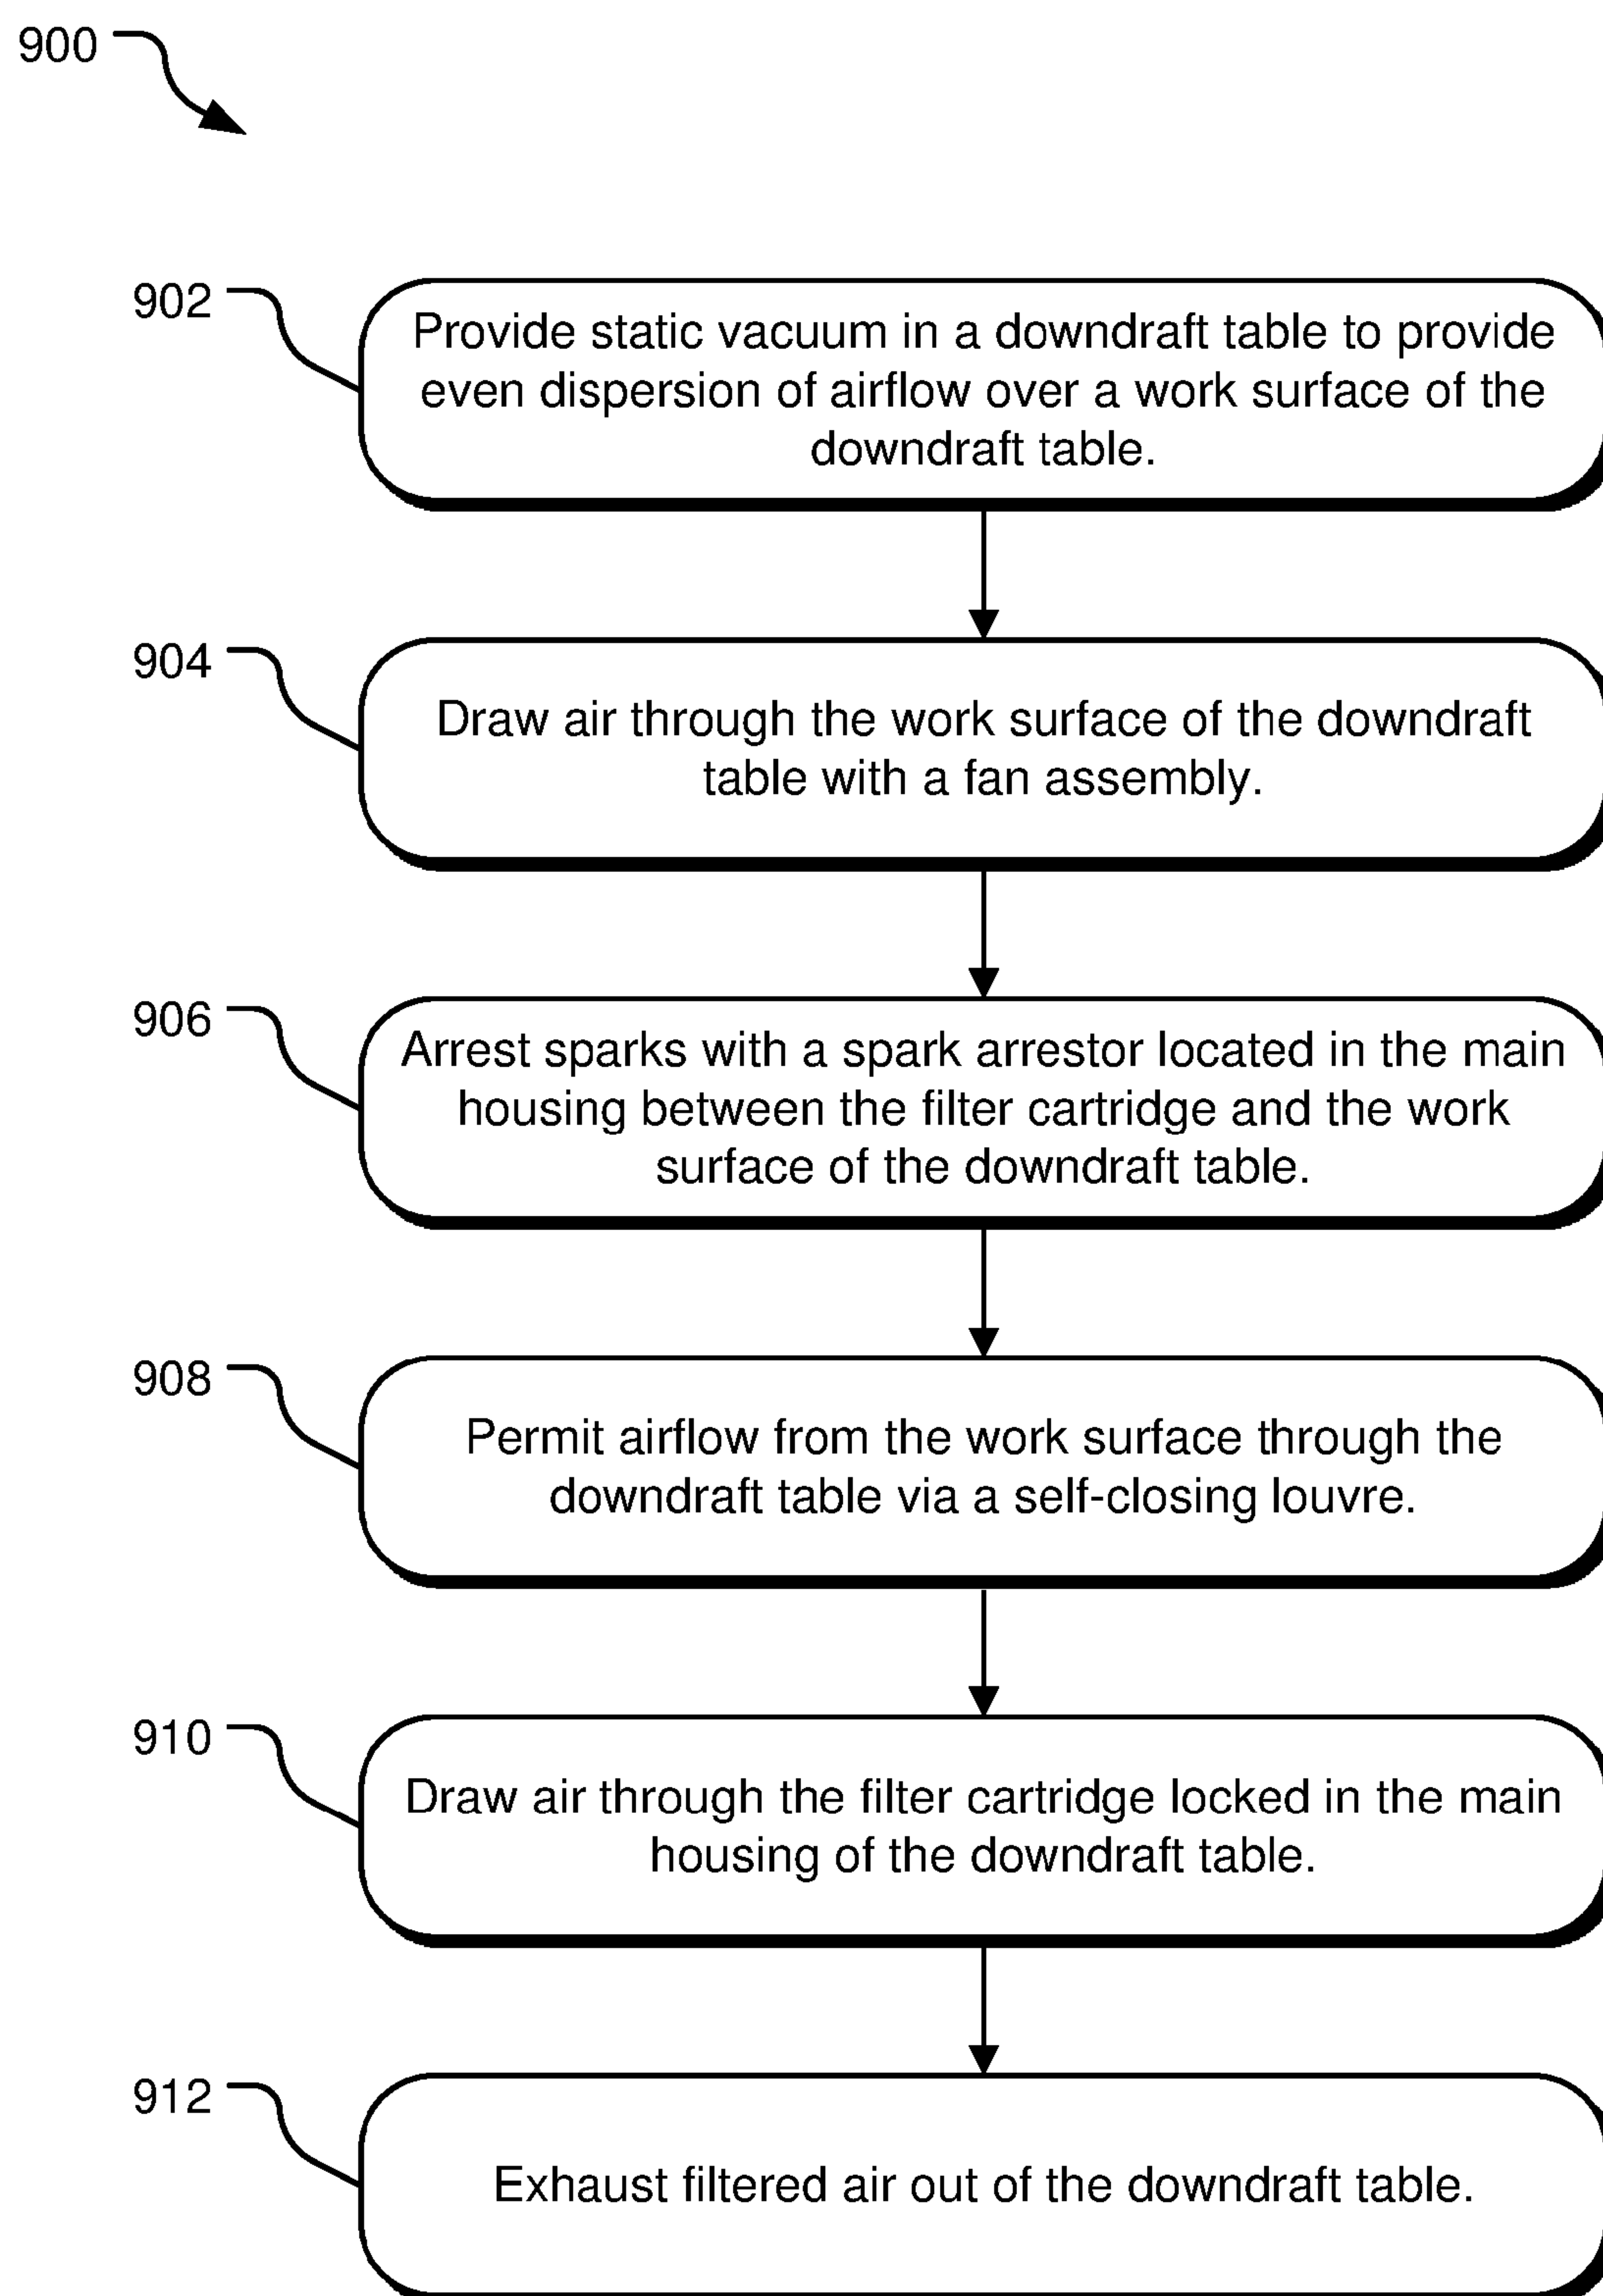 900
902
Provide static vacuum in a downdraft table to provide
even dispersion of airflow over a work surface of the
downdraft table.
904
Draw air through the work surface of the downdraft
table with a fan assembly.
906
Arrest sparks with a spark arrestor located in the main
housing between the filter cartridge and the work
surface of the downdraft table.
908
Permit airflow from the work surface through the
downdraft table via a self-closing louvre.
910
Draw air through the filter cartridge locked in the main
housing of the downdraft table.
912
Exhaust filtered air out of the downdraft table.